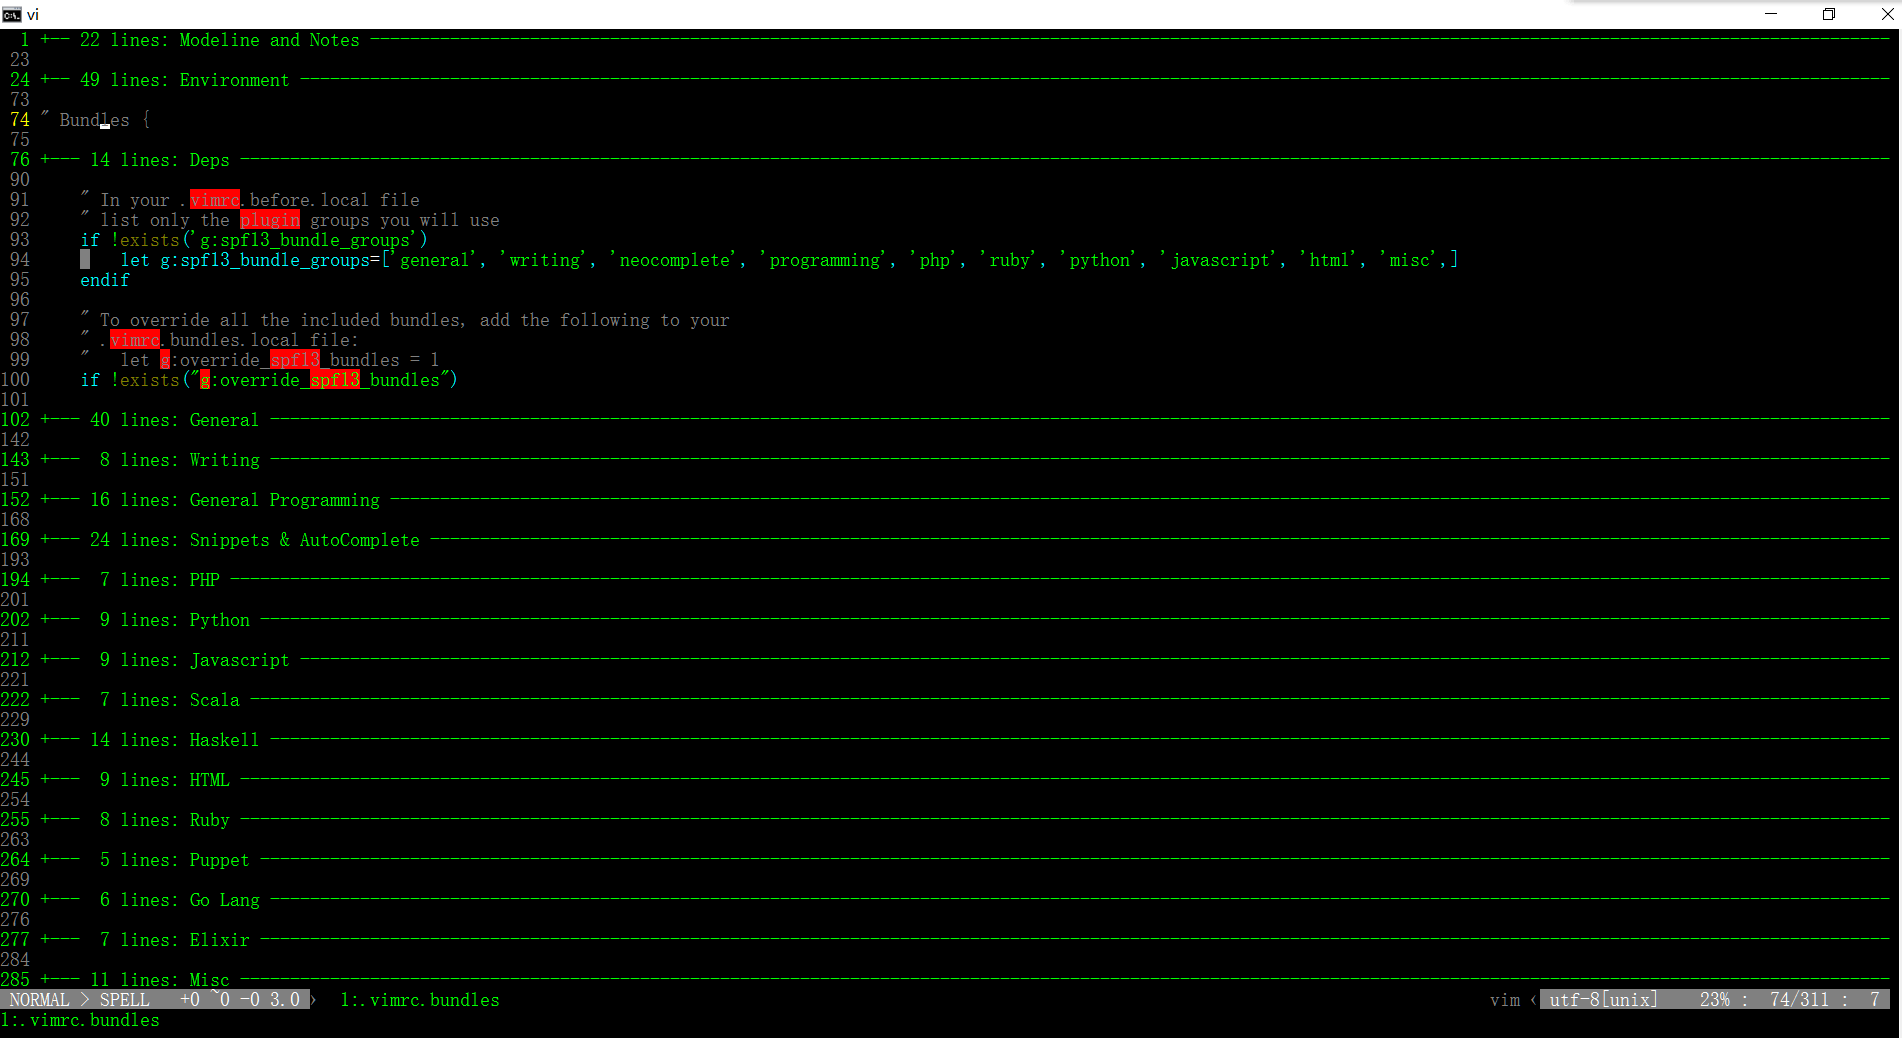 vi
1 +-- 22 lines: Modeline and Notes
23
24 +-- 49 lines: Environment
73
74 " Bundles {
75
76 +--- 14 lines: Deps
90
91 " In your .vimrc.before.local file
92 " list only the plugin groups you will use
93 if !exists('g:spf13_bundle_groups')
94 let g:spf13_bundle_groups=['general', 'writing', 'neocomplete', 'programming', 'php', 'ruby', 'python', 'javascript', 'html', 'misc',]
95 endif
96
97 " To override all the included bundles, add the following to your
98 " .vimrc.bundles.local file:
99 " let g:override_spf13_bundles = 1
100 if !exists("g:override_spf13_bundles")
101
102 +--- 40 lines: General
142
143 +--- 8 lines: Writing
151
152 +--- 16 lines: General Programming
168
169 +--- 24 lines: Snippets & AutoComplete
193
194 +--- 7 lines: PHP
201
202 +--- 9 lines: Python
211
212 +--- 9 lines: Javascript
221
222 +--- 7 lines: Scala
229
230 +--- 14 lines: Haskell
244
245 +--- 9 lines: HTML
254
255 +--- 8 lines: Ruby
263
264 +--- 5 lines: Puppet
269
270 +--- 6 lines: Go Lang
276
277 +--- 7 lines: Elixir
284
285 +--- 11 lines: Misc
NORMAL > SPELL +0 ~0 -0 3.0 › 1:.vimrc.bundles vim ‹ utf-8[unix] 23% : 74/311 : 7
1:.vimrc.bundles